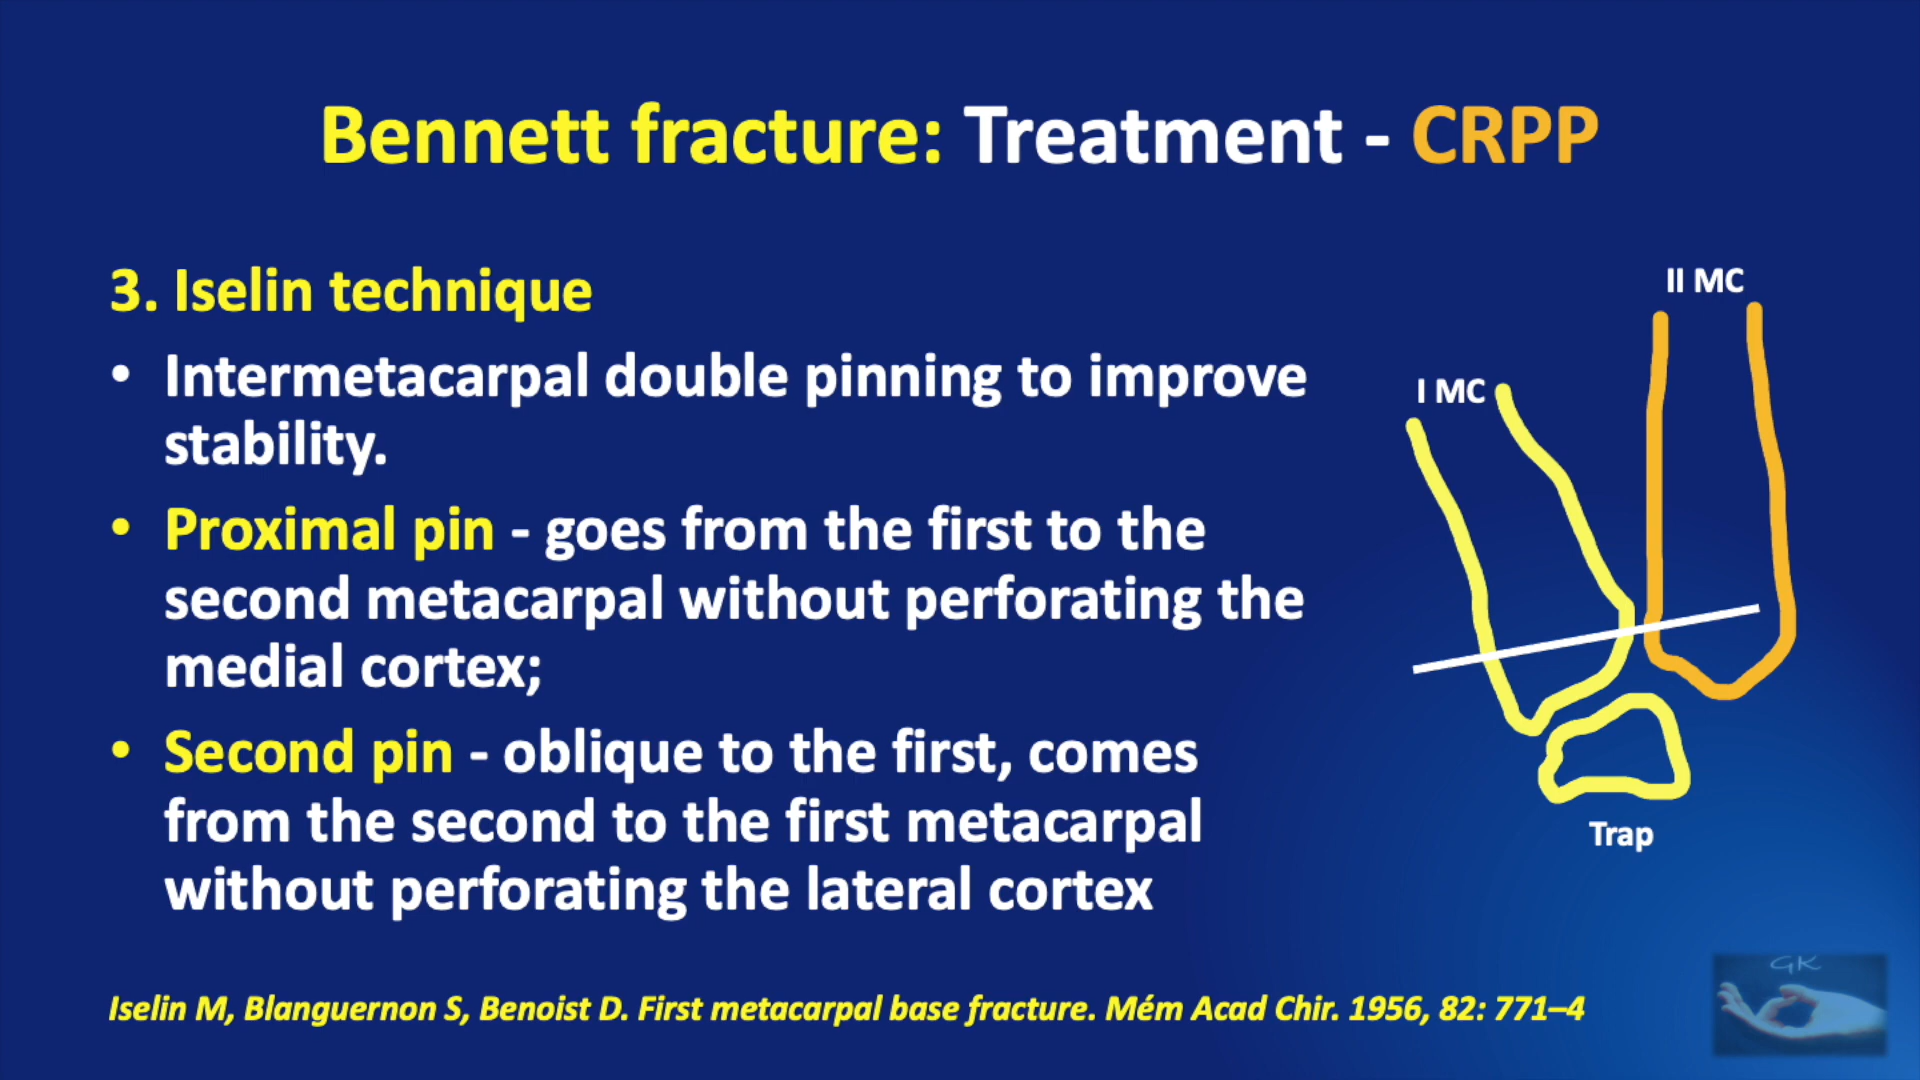 Bennett fracture: Treatment - CRPP
3. Iselin technique
• Intermetacarpal double pinning to improve
stability.
• Proximal pin - goes from the first to the
second metacarpal without perforating the
medial cortex;
• Second pin - oblique to the first, comes
from the second to the first metacarpal
without perforating the lateral cortex
II MC
I MC
Trap
Iselin M, Blanguernon S, Benoist D. First metacarpal base fracture. Mém Acad Chir. 1956, 82: 771–4
GK